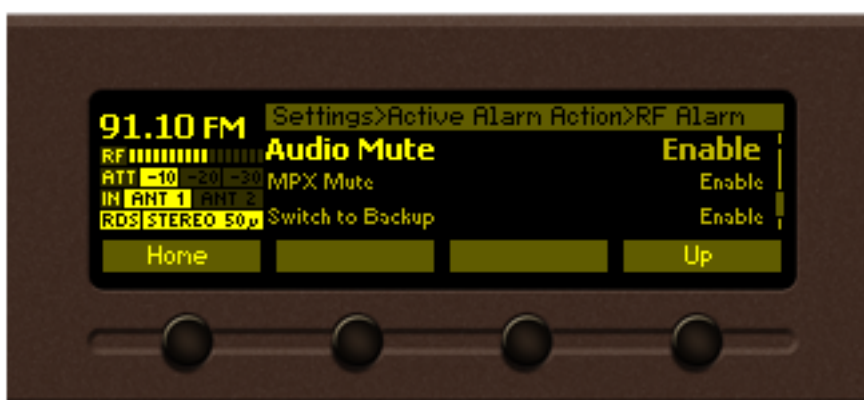 91.10 FM
RF
ATT -10 -20 -30
IN ANT 1 ANT 2
RDS STEREO 50µ
Settings>Active Alarm Action>RF Alarm
Audio Mute Enable
MPX Mute Enable
Switch to Backup Enable
Home Up